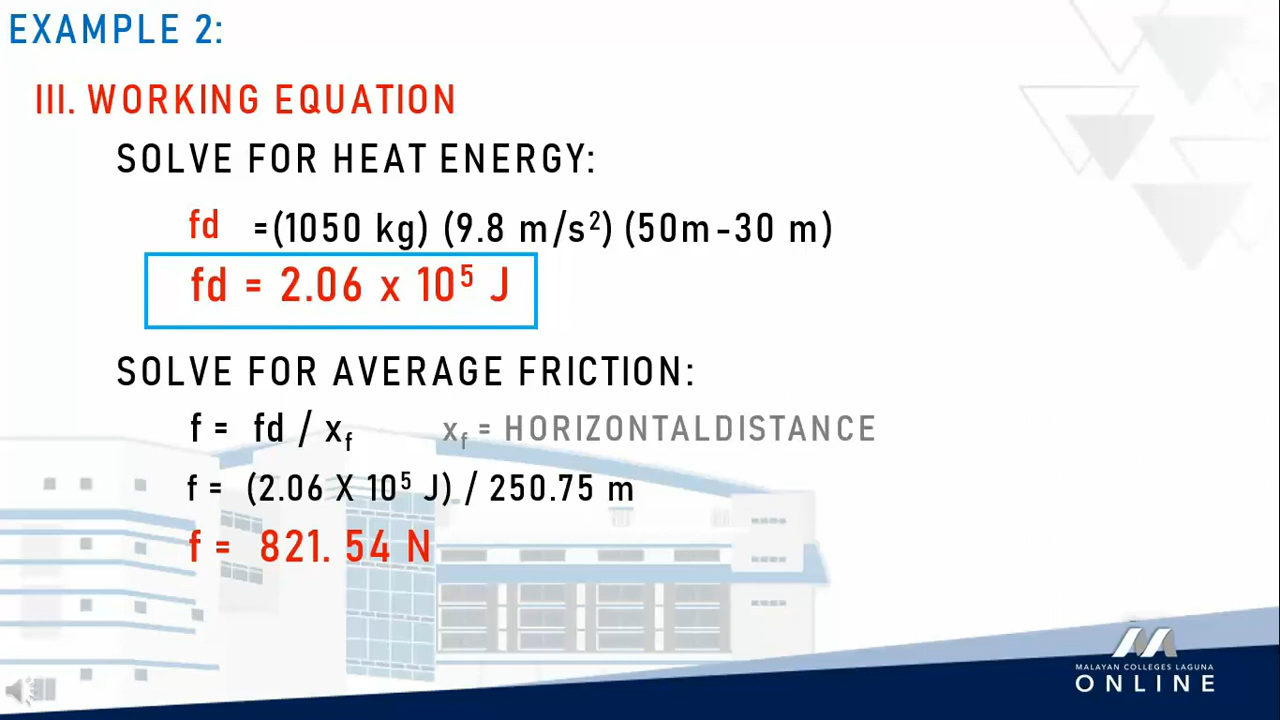 EXAMPLE 2:
III. WORKING EQUATION
SOLVE FOR HEAT ENERGY:
fd =(1050 kg) (9.8 m/s²) (50m-30 m)
fd = 2.06 x 10⁵ J
SOLVE FOR AVERAGE FRICTION:
f = fd / x_f x_f = HORIZONTALDISTANCE
f = (2.06 X 10⁵ J) / 250.75 m
f = 821. 54 N
MALAYAN COLLEGES LAGUNA
ONLINE